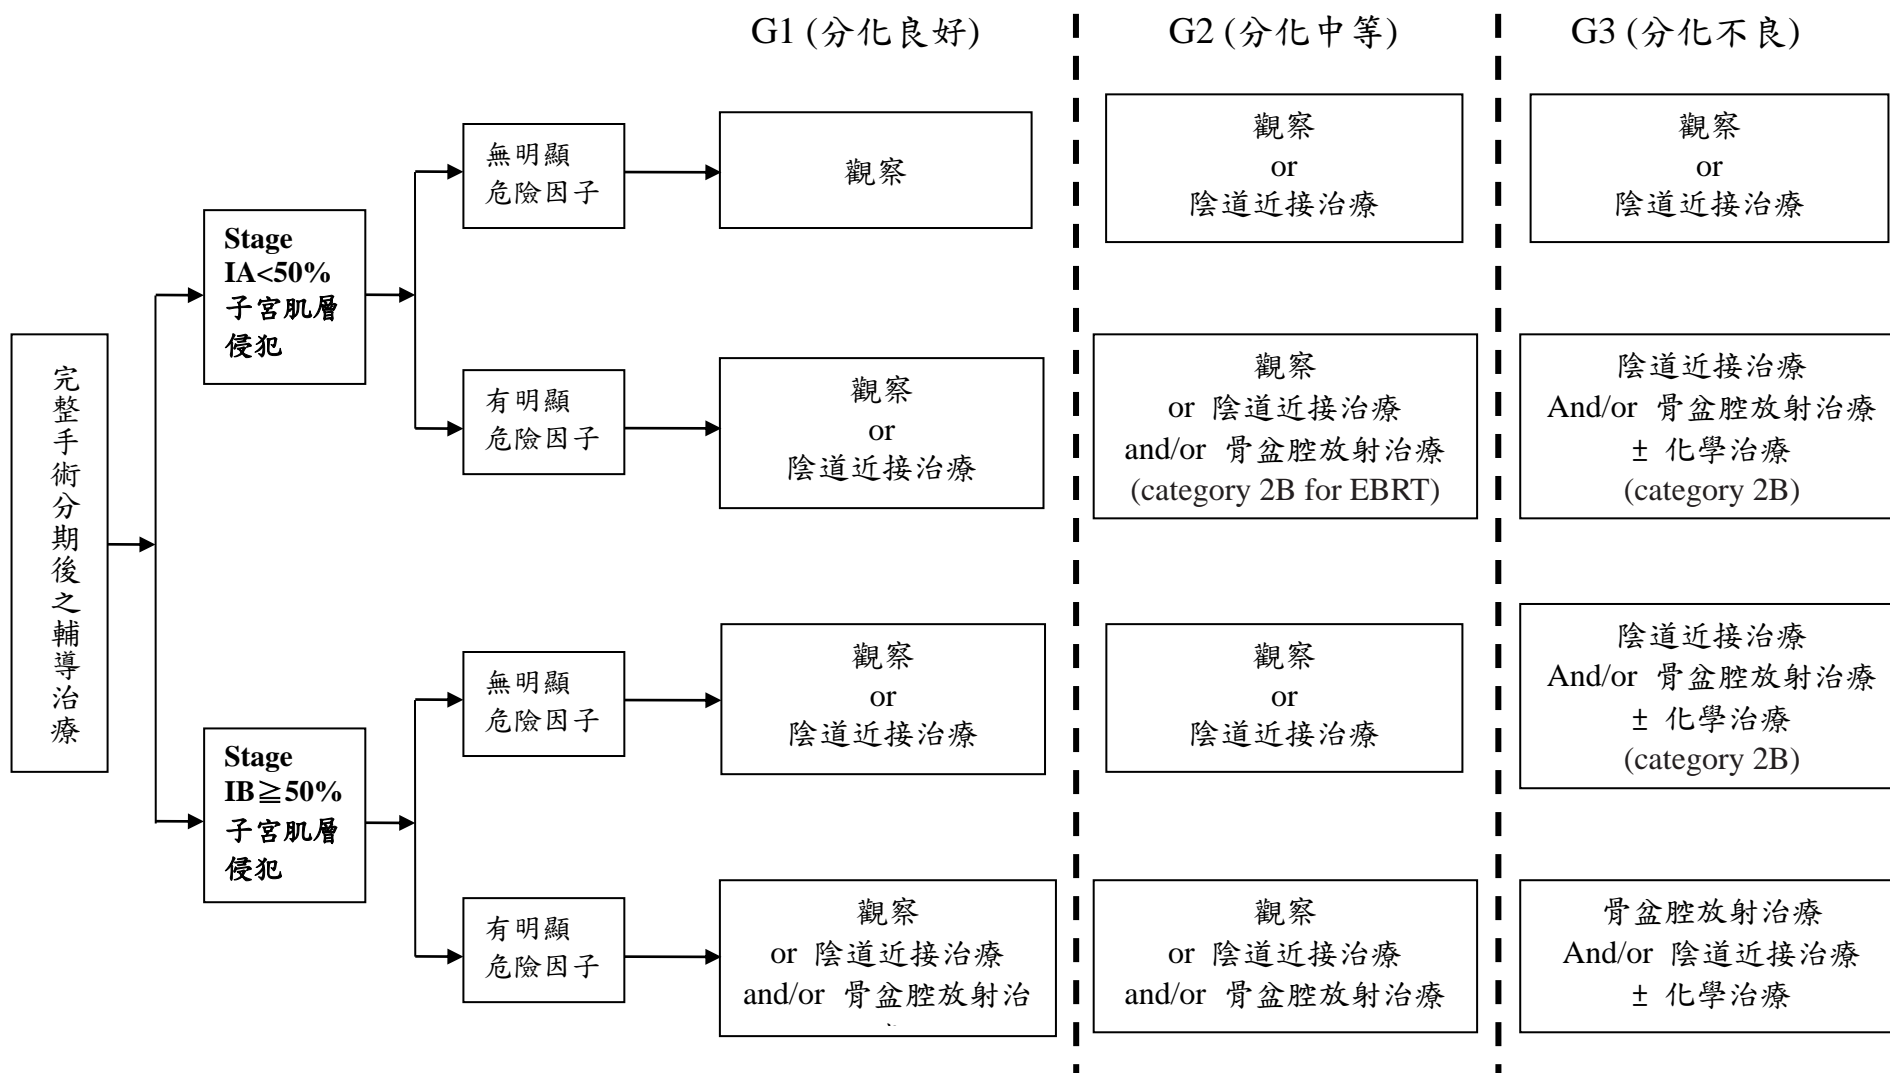 G1 (分化良好)
G2 (分化中等)
G3 (分化不良)
完整手術分期後之輔導治療
Stage
IA<50%
子宮肌層
侵犯
無明顯
危險因子
觀察
觀察
or
陰道近接治療
觀察
or
陰道近接治療
有明顯
危險因子
觀察
or
陰道近接治療
觀察
or 陰道近接治療
and/or 骨盆腔放射治療
(category 2B for EBRT)
陰道近接治療
And/or 骨盆腔放射治療
± 化學治療
(category 2B)
Stage
IB≧50%
子宮肌層
侵犯
無明顯
危險因子
觀察
or
陰道近接治療
觀察
or
陰道近接治療
陰道近接治療
And/or 骨盆腔放射治療
± 化學治療
(category 2B)
有明顯
危險因子
觀察
or 陰道近接治療
and/or 骨盆腔放射治
觀察
or 陰道近接治療
and/or 骨盆腔放射治療
骨盆腔放射治療
And/or 陰道近接治療
± 化學治療